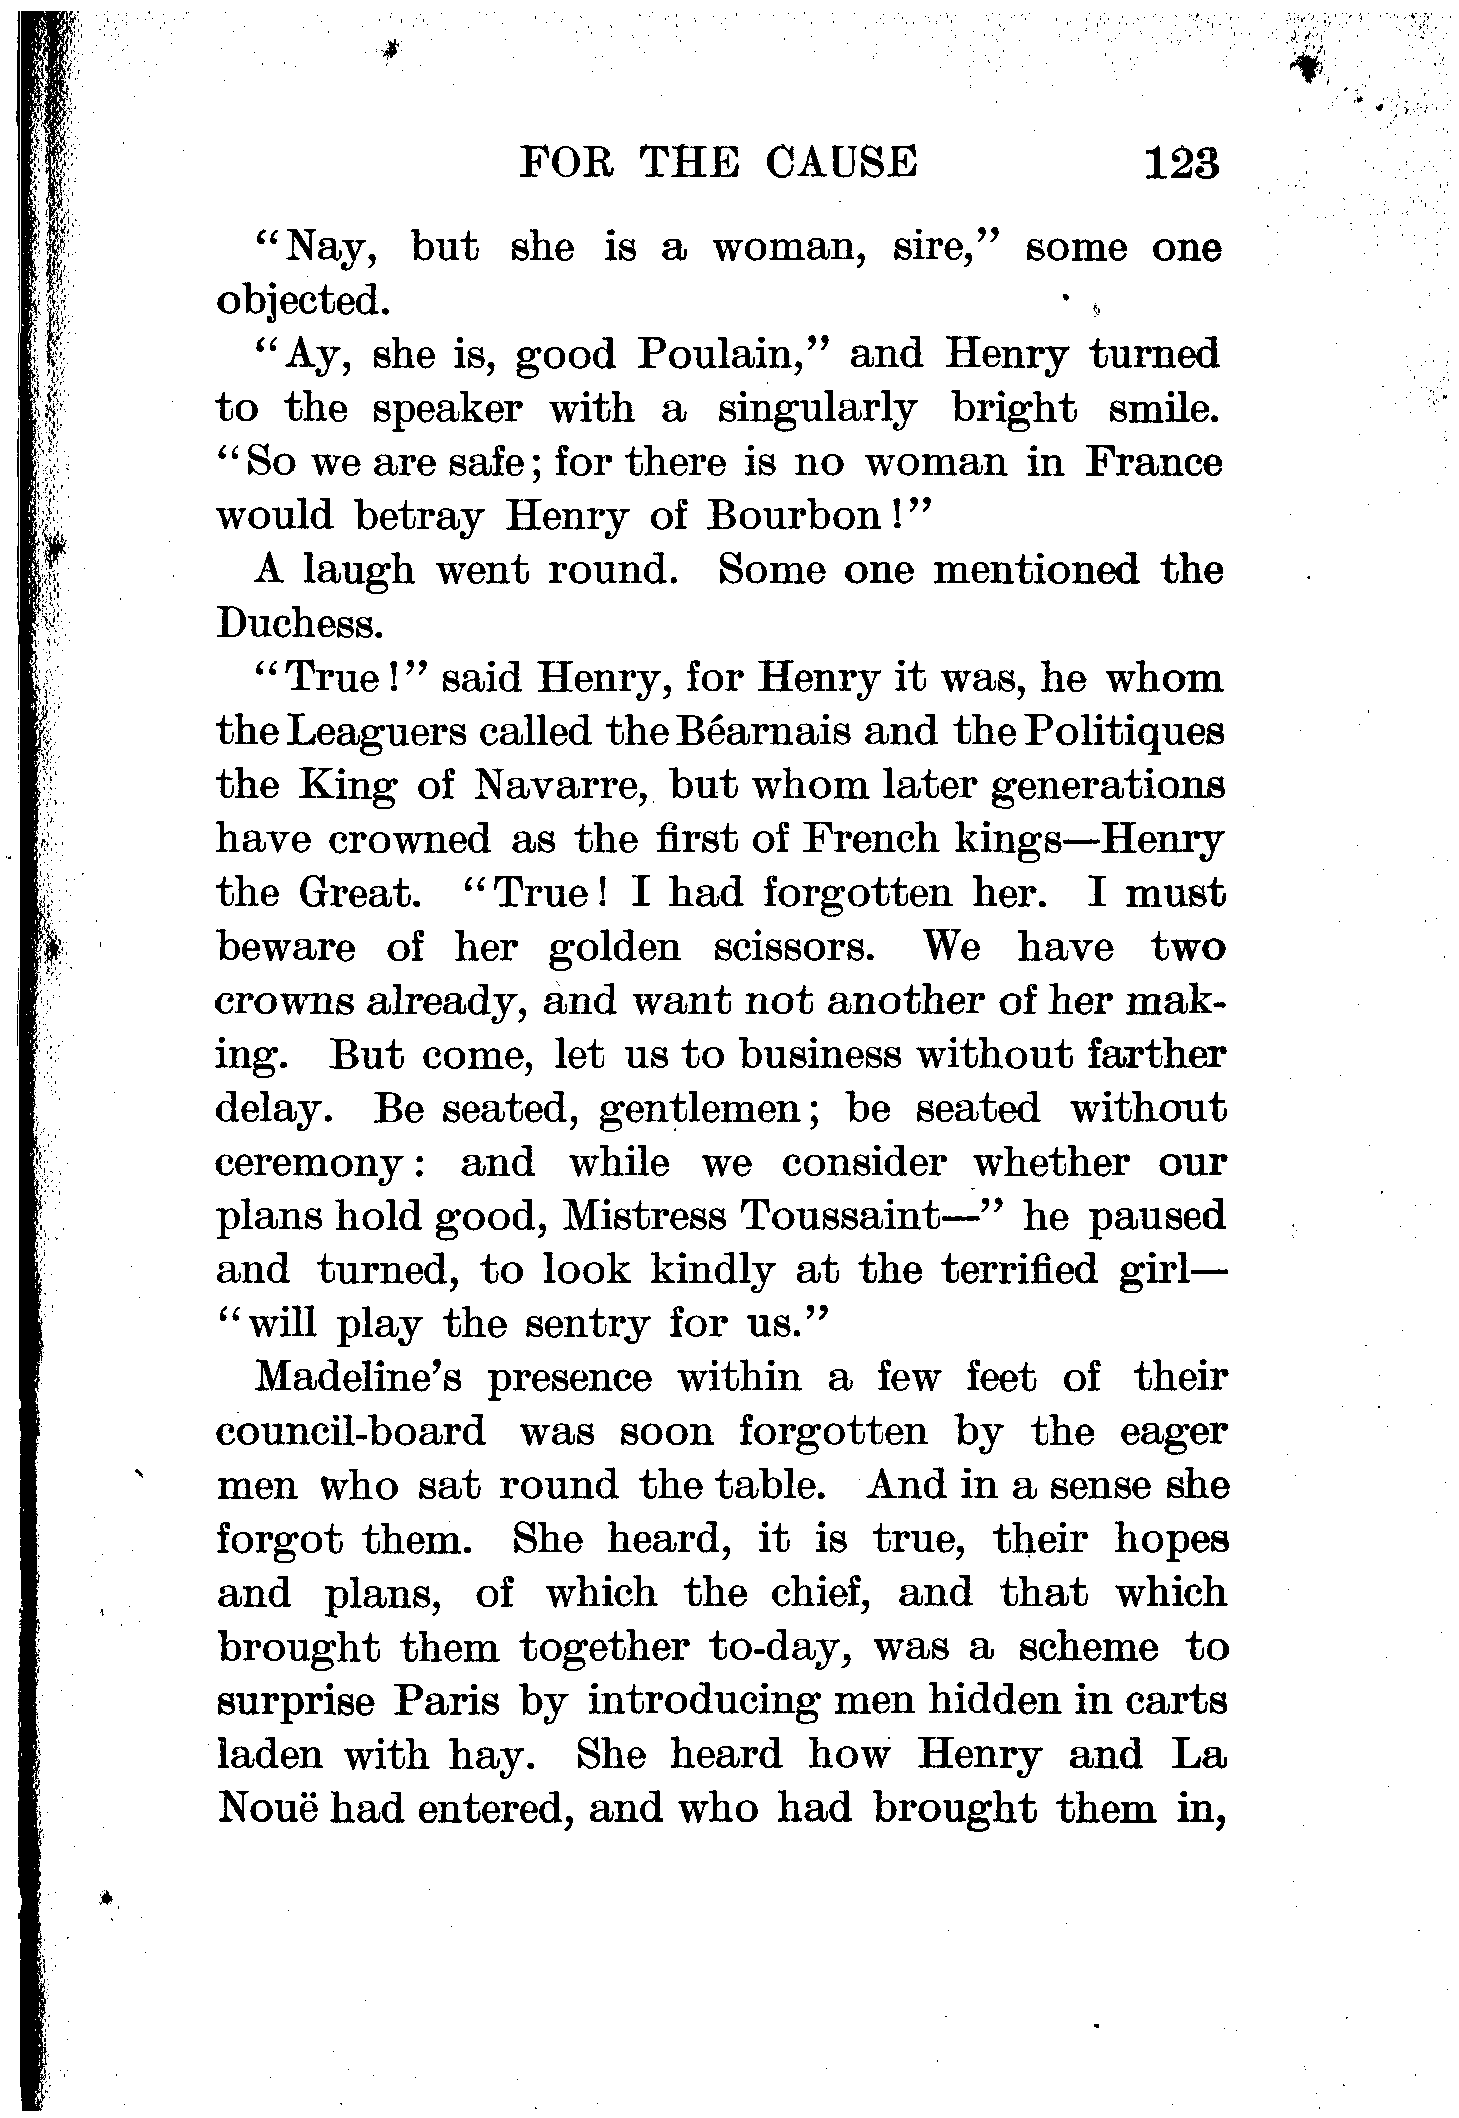 FOR THE CAUSE 123
“Nay, but she is a woman, sire,” some one
objected.
“Ay, she is, good Poulain,” and Henry turned
to the speaker with a singularly bright smile.
“So we are safe; for there is no woman in France
would betray Henry of Bourbon!”
A laugh went round. Some one mentioned the
Duchess.
“True!” said Henry, for Henry it was, he whom
the Leaguers called the Béarnais and the Politiques
the King of Navarre, but whom later generations
have crowned as the first of French kings—Henry
the Great. “True! I had forgotten her. I must
beware of her golden scissors. We have two
crowns already, and want not another of her mak-
ing. But come, let us to business without farther
delay. Be seated, gentlemen; be seated without
ceremony: and while we consider whether our
plans hold good, Mistress Toussaint—” he paused
and turned, to look kindly at the terrified girl—
“will play the sentry for us.”
Madeline’s presence within a few feet of their
council-board was soon forgotten by the eager
men who sat round the table. And in a sense she
forgot them. She heard, it is true, their hopes
and plans, of which the chief, and that which
brought them together to-day, was a scheme to
surprise Paris by introducing men hidden in carts
laden with hay. She heard how Henry and La
Nouë had entered, and who had brought them in,